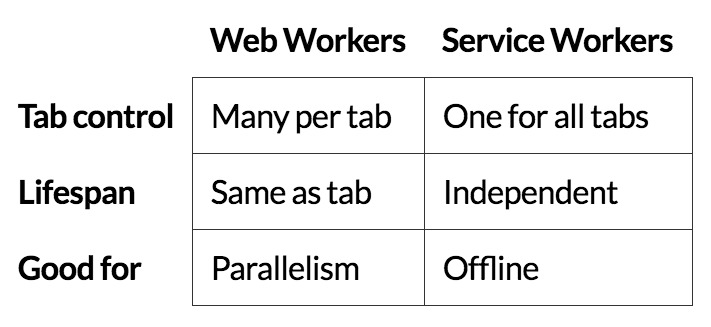 Web Workers Service Workers
Tab control Many per tab One for all tabs
Lifespan Same as tab Independent
Good for Parallelism Offline